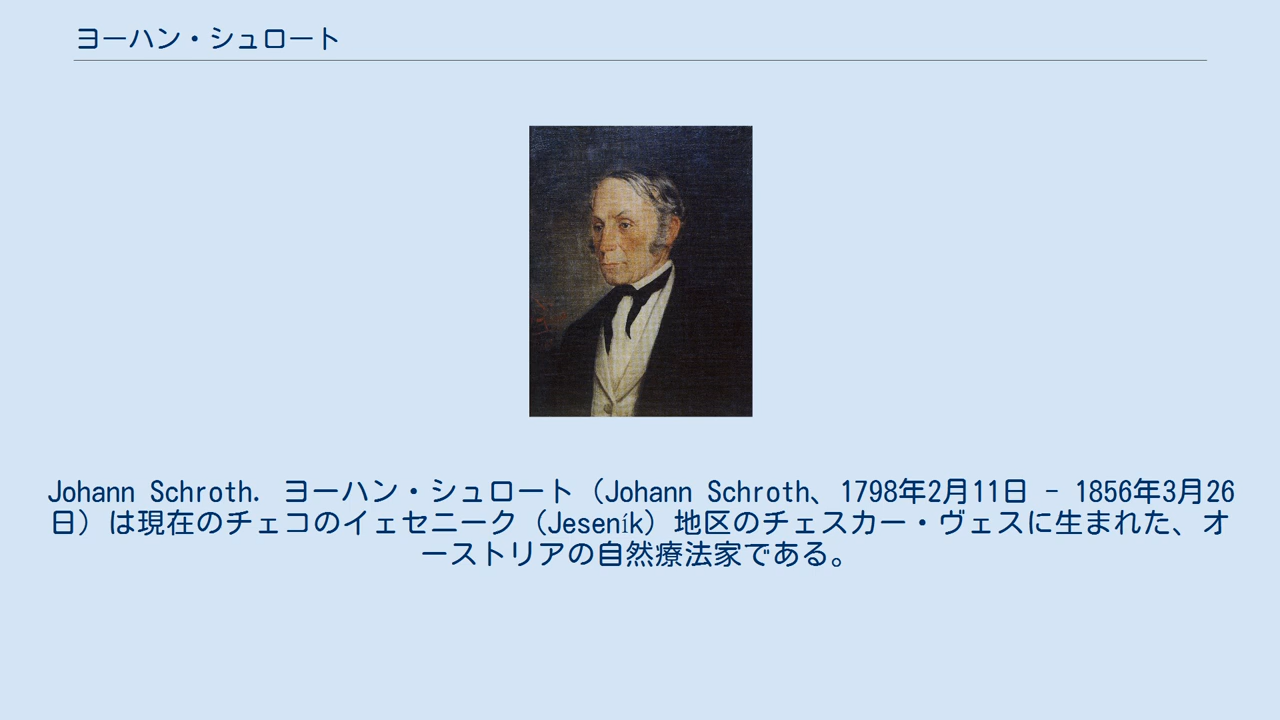 ヨーハン・シュロート
Johann Schroth. ヨーハン・シュロート（Johann Schroth、1798年2月11日 - 1856年3月26
日）は現在のチェコのイェセニーク（Jeseník）地区のチェスカー・ヴェスに生まれた、オ
ーストリアの自然療法家である。